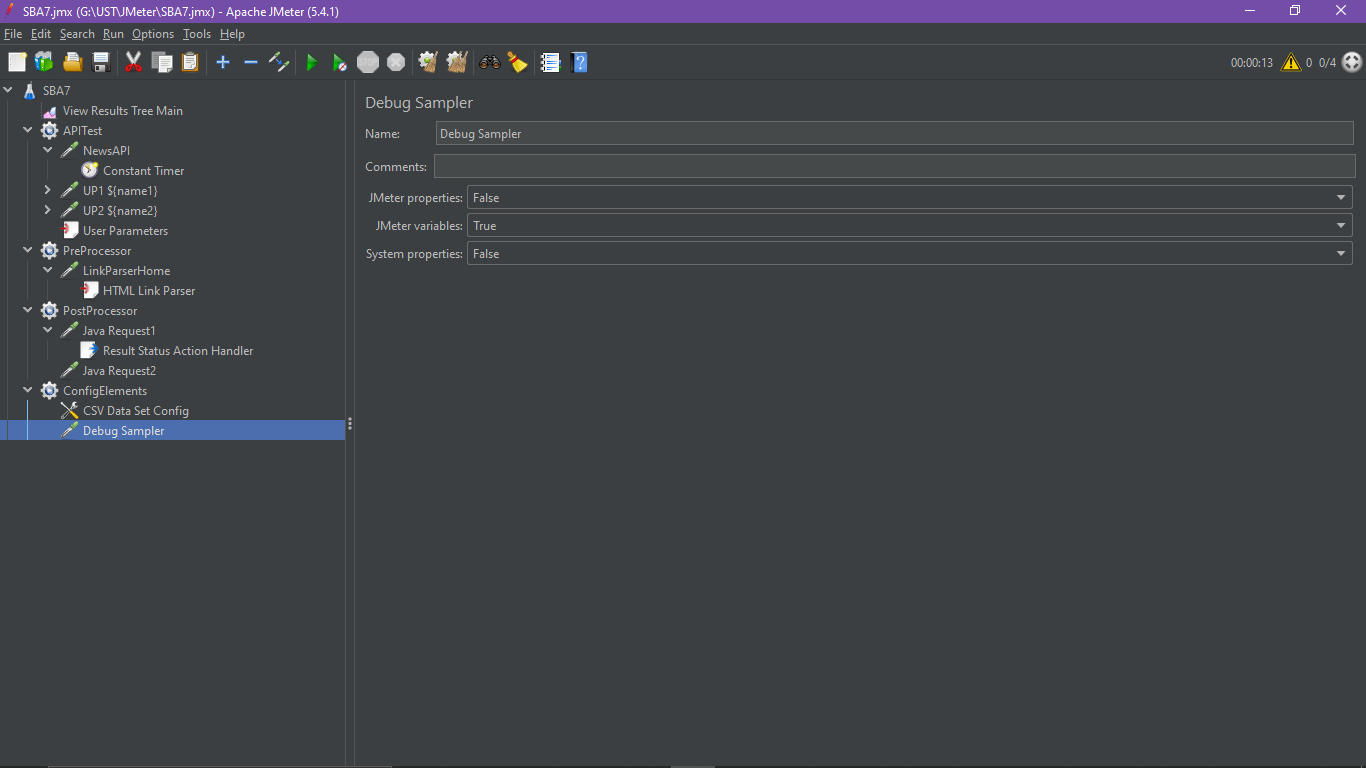 SBA7.jmx (G:\UST\JMeter\SBA7.jmx) - Apache JMeter (5.4.1)
File Edit Search Run Options Tools Help
STOP
00:00:13 0 0/4
SBA7
View Results Tree Main
APITest
NewsAPI
Constant Timer
UP1 ${name1}
UP2 ${name2}
User Parameters
PreProcessor
LinkParserHome
HTML Link Parser
PostProcessor
Java Request1
Result Status Action Handler
Java Request2
ConfigElements
CSV Data Set Config
Debug Sampler
Debug Sampler
Name: Debug Sampler
Comments:
JMeter properties: False
JMeter variables: True
System properties: False